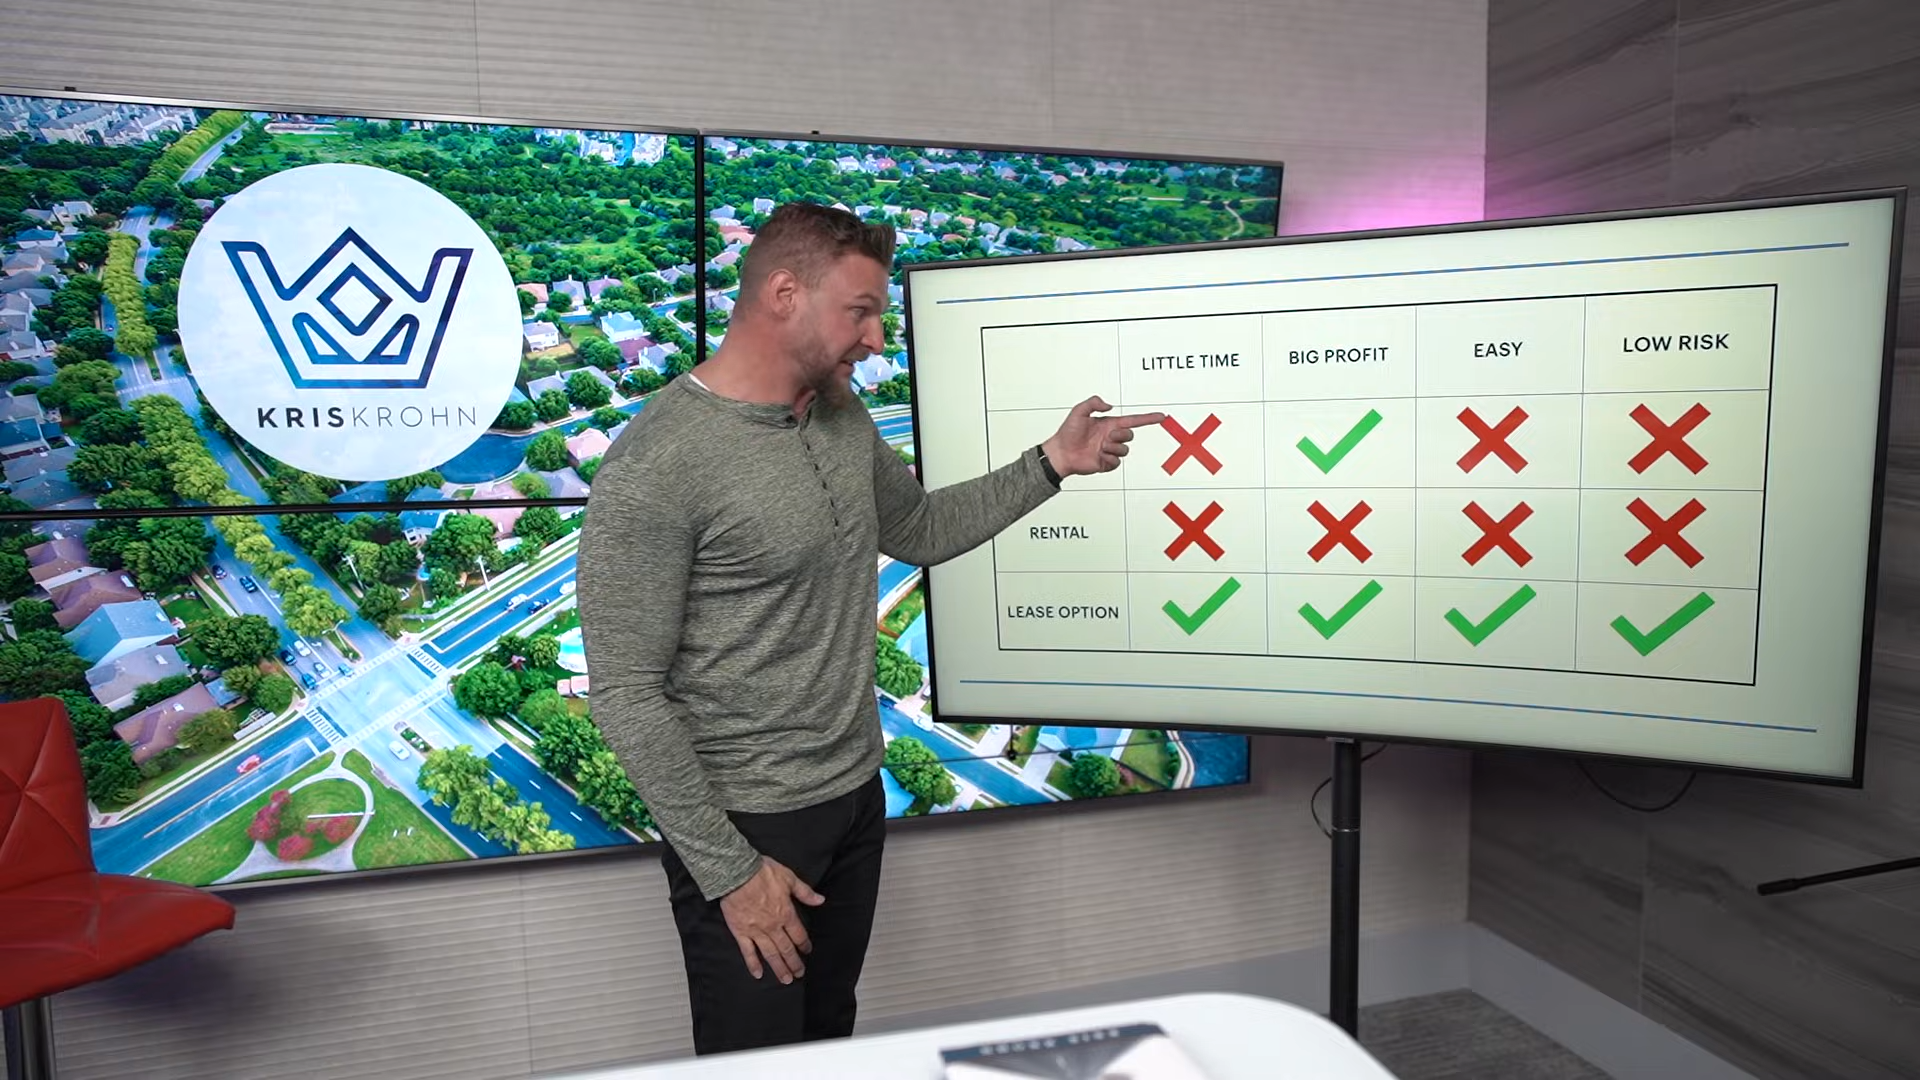 KRISKROHN
LITTLE TIME BIG PROFIT EASY LOW RISK
RENTAL
LEASE OPTION